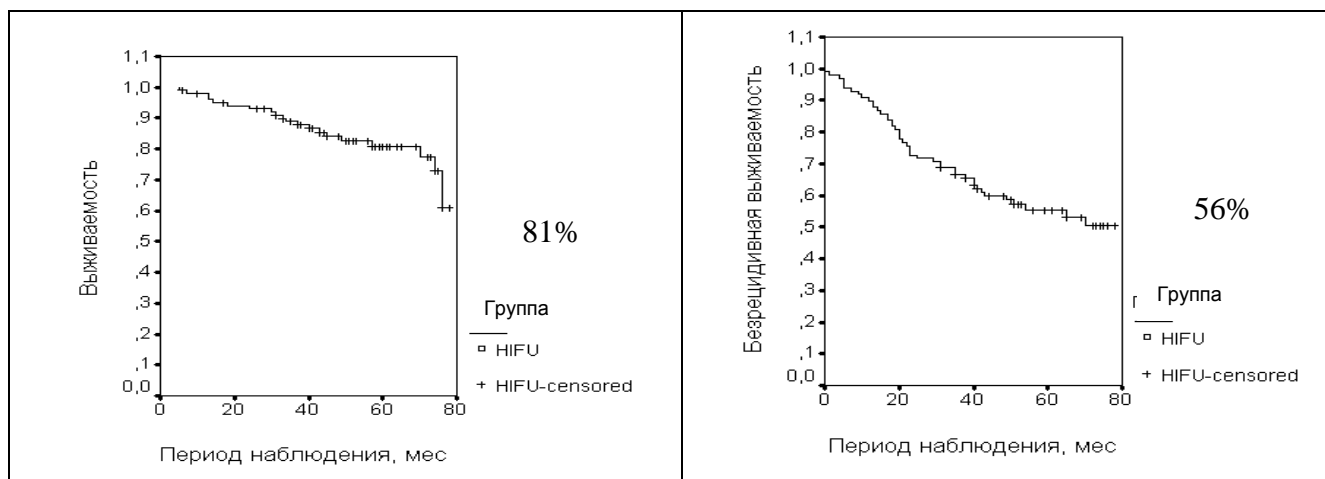 Выживаемость
1,1
1,0
,9
,8
,7
,6
,5
,4
,3
,2
,1
0,0
0 20 40 60 80
Период наблюдения, мес
81%
Группа
HIFU
HIFU-censored
Безрецидивная выживаемость
1,1
1,0
,9
,8
,7
,6
,5
,4
,3
,2
,1
0,0
0 20 40 60 80
Период наблюдения, мес
56%
Группа
HIFU
HIFU-censored